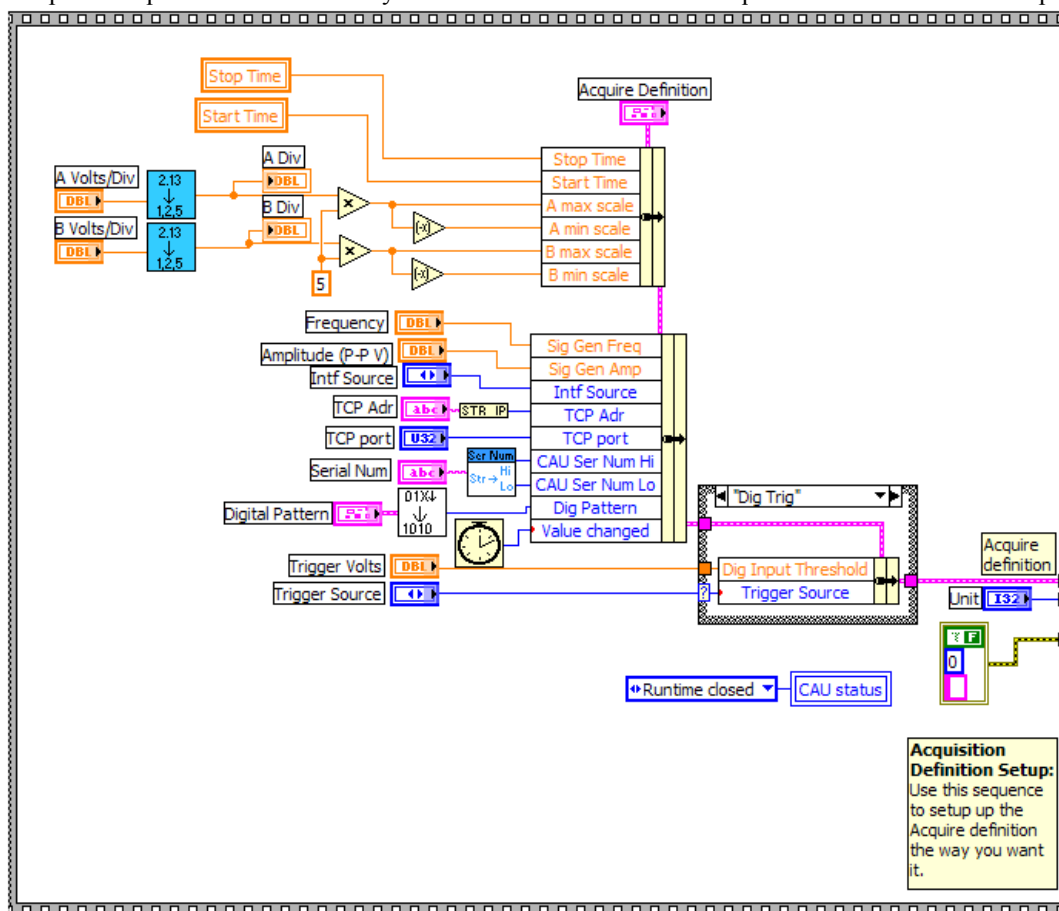 Stop Time
Start Time
Acquire Definition
A Volts/Div
DBL
2.13
1,2,5
A Div
DBL
B Volts/Div
DBL
2.13
1,2,5
B Div
DBL
5
Stop Time
Start Time
A max scale
A min scale
B max scale
B min scale
Frequency
DBL
Amplitude (P-P V)
DBL
Intf Source
TCP Adr
abc
STR IP
TCP port
U32
Serial Num
abc
Ser Num
Str→ Hi
Lo
Digital Pattern
01X↓
1010
Sig Gen Freq
Sig Gen Amp
Intf Source
TCP Adr
TCP port
CAU Ser Num Hi
CAU Ser Num Lo
Dig Pattern
Value changed
Trigger Volts
DBL
Trigger Source
"Dig Trig"
Dig Input Threshold
Trigger Source
?
Acquire
definition
Unit
I32
F
0
Runtime closed
CAU status
Acquisition
Definition Setup:
Use this sequence
to setup up the
Acquire definition
the way you want
it.